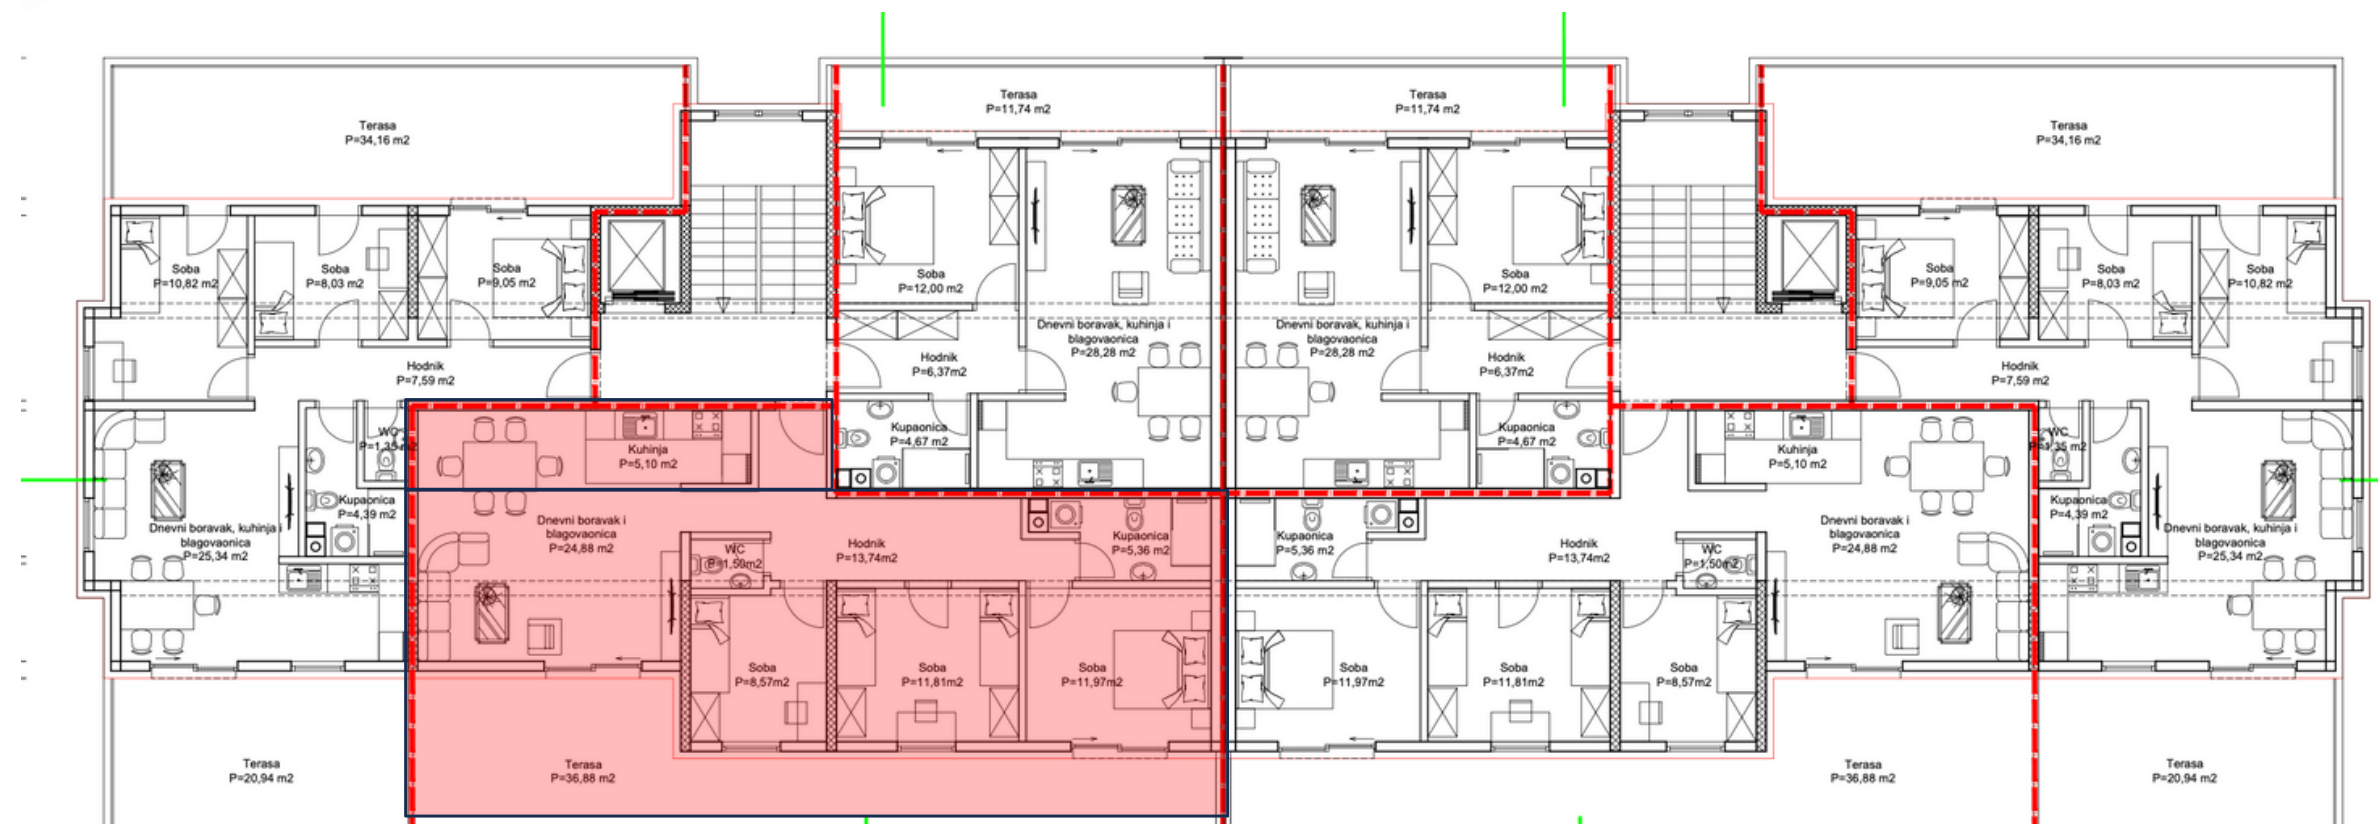 Terasa
P=34,16 m2
Terasa
P=11,74 m2
Terasa
P=11,74 m2
Terasa
P=34,16 m2
Soba
P=10,82 m2
Soba
P=8,03 m2
Soba
P=9,05 m2
Soba
P=12,00 m2
Dnevni boravak, kuhinja i
blagovaonica
P=28,28 m2
Dnevni boravak, kuhinja i
blagovaonica
P=28,28 m2
Soba
P=12,00 m2
Soba
P=9,05 m2
Soba
P=8,03 m2
Soba
P=10,82 m2
Hodnik
P=7,59 m2
Hodnik
P=6,37m2
Hodnik
P=6,37m2
Hodnik
P=7,59 m2
WC
P=1,35 m2
Kuhinja
P=5,10 m2
Kupaonica
P=4,67 m2
Kupaonica
P=4,67 m2
Kuhinja
P=5,10 m2
WC
P=1,35 m2
Dnevni boravak, kuhinja i
blagovaonica
P=25,34 m2
Kupaonica
P=4,39 m2
Dnevni boravak i
blagovaonica
P=24,88 m2
WC
P=1,50m2
Hodnik
P=13,74m2
Kupaonica
P=5,36 m2
Kupaonica
P=5,36 m2
Hodnik
P=13,74m2
WC
P=1,50m2
Dnevni boravak i
blagovaonica
P=24,88 m2
Kupaonica
P=4,39 m2
Dnevni boravak, kuhinja i
blagovaonica
P=25,34 m2
Soba
P=8,57m2
Soba
P=11,81m2
Soba
P=11,97m2
Soba
P=11,97m2
Soba
P=11,81m2
Soba
P=8,57m2
Terasa
P=20,94 m2
Terasa
P=36,88 m2
Terasa
P=36,88 m2
Terasa
P=20,94 m2